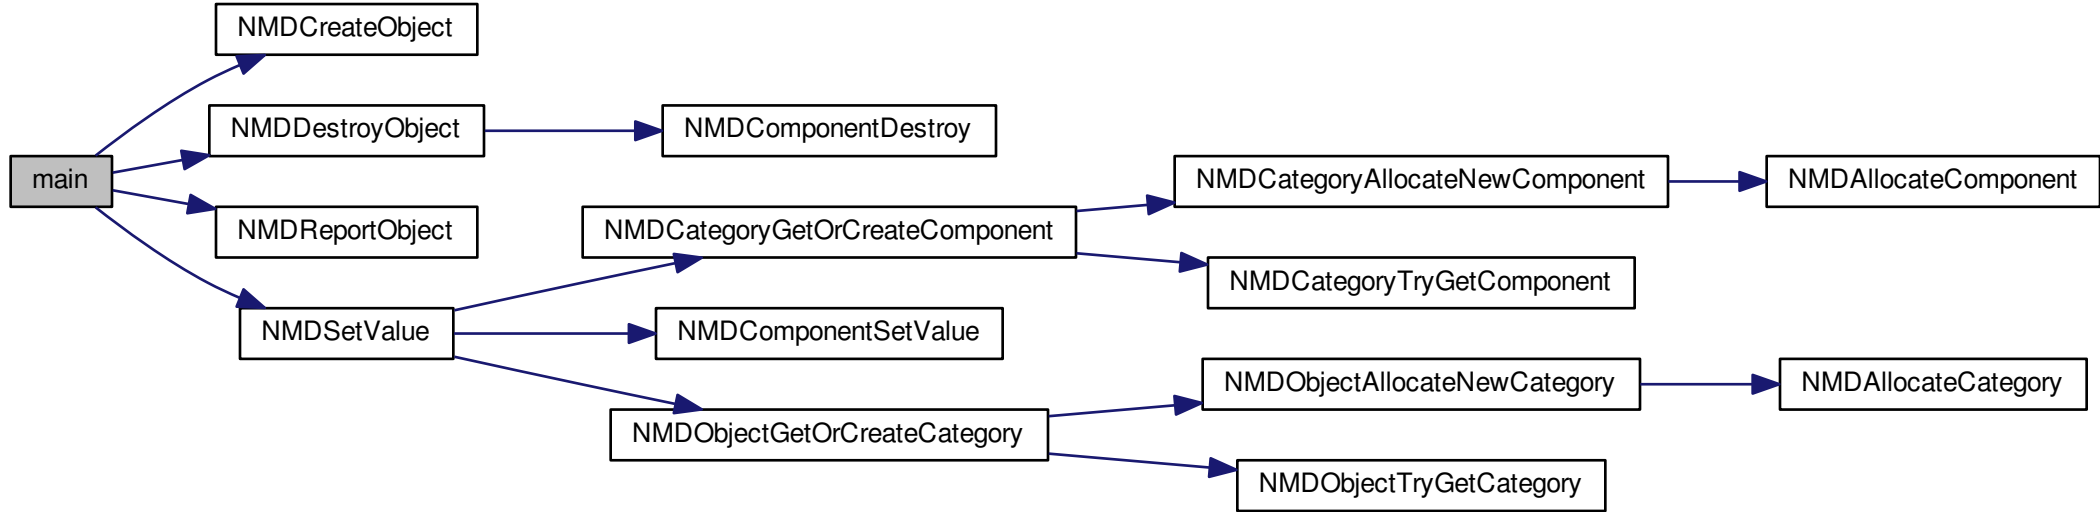 NMDCreateObject
NMDDestroyObject
NMDComponentDestroy
main
NMDCategoryAllocateNewComponent
NMDAllocateComponent
NMDReportObject
NMDCategoryGetOrCreateComponent
NMDCategoryTryGetComponent
NMDSetValue
NMDComponentSetValue
NMDObjectAllocateNewCategory
NMDAllocateCategory
NMDObjectGetOrCreateCategory
NMDObjectTryGetCategory